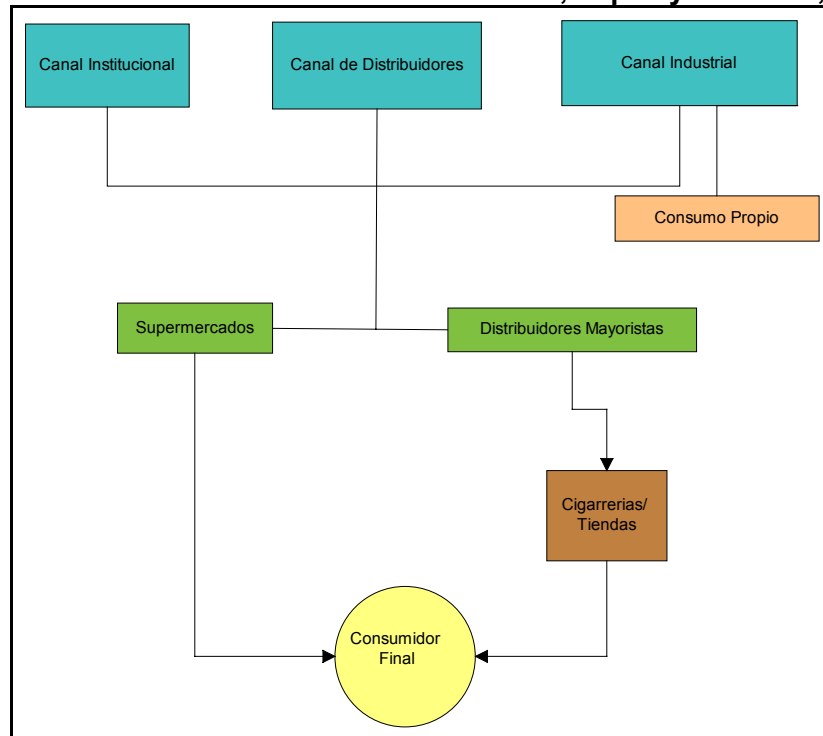 Canal Institucional
Canal de Distribuidores
Canal Industrial
Consumo Propio
Supermercados
Distribuidores Mayoristas
Cigarrerias/
Tiendas
Consumidor
Final